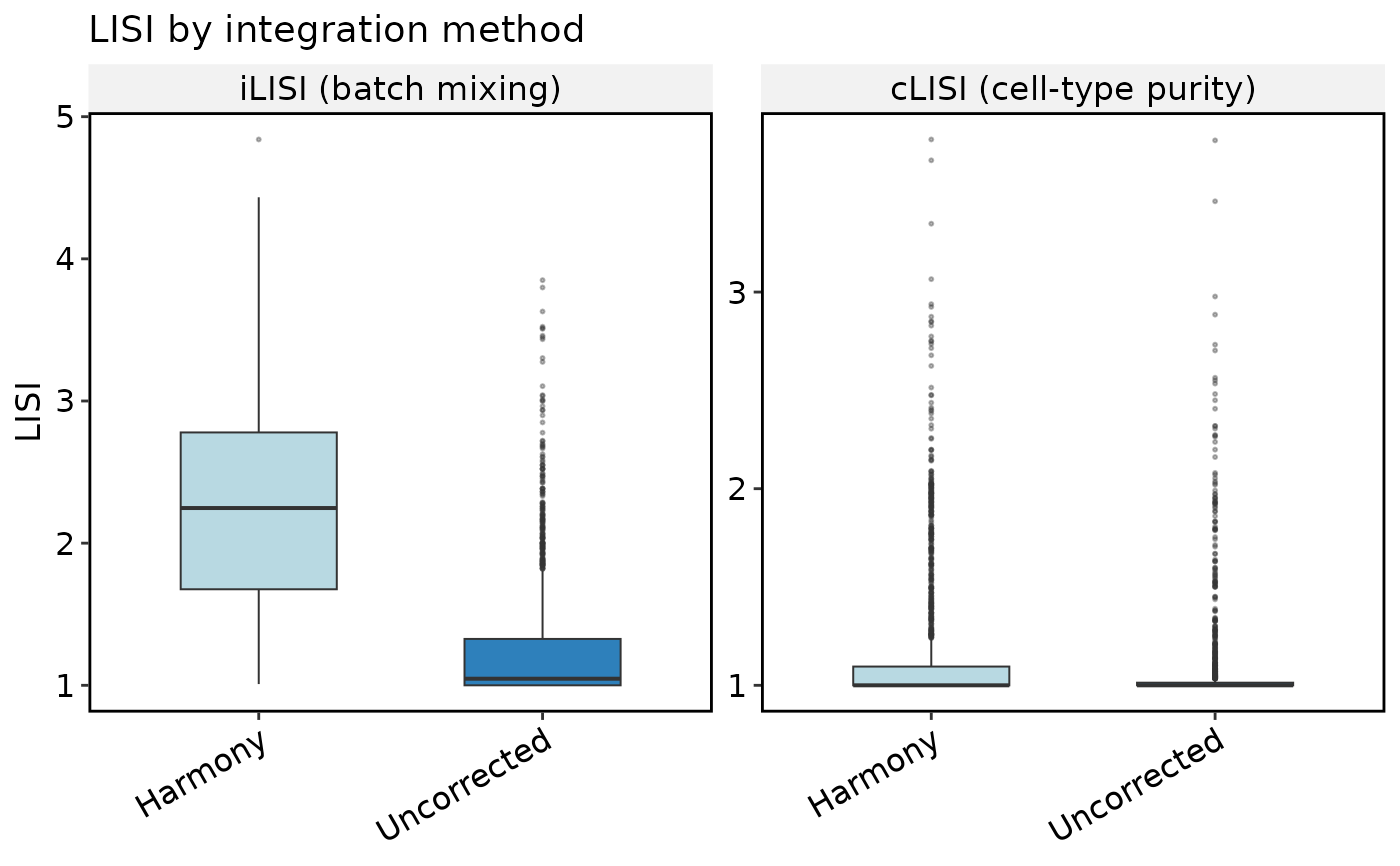 LISI by integration method
iLISI (batch mixing)
cLISI (cell-type purity)
LISI
5
4
3
2
1
3
2
1
Harmony
Uncorrected
Harmony
Uncorrected